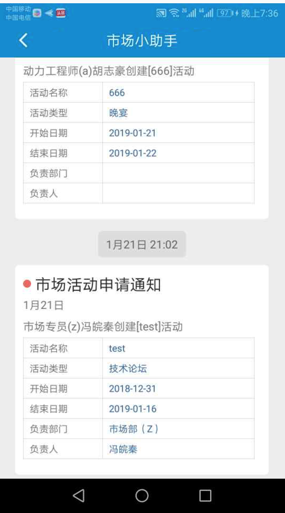 中国移动
中国电信
97
晚上7:36
市场小助手
动力工程师(a)胡志豪创建[666]活动
活动名称 666
活动类型 晚宴
开始日期 2019-01-21
结束日期 2019-01-22
负责部门
负责人
1月21日 21:02
市场活动申请通知
1月21日
市场专员(z)冯皖秦创建[test]活动
活动名称 test
活动类型 技术论坛
开始日期 2018-12-31
结束日期 2019-01-16
负责部门 市场部(Z)
负责人 冯皖秦